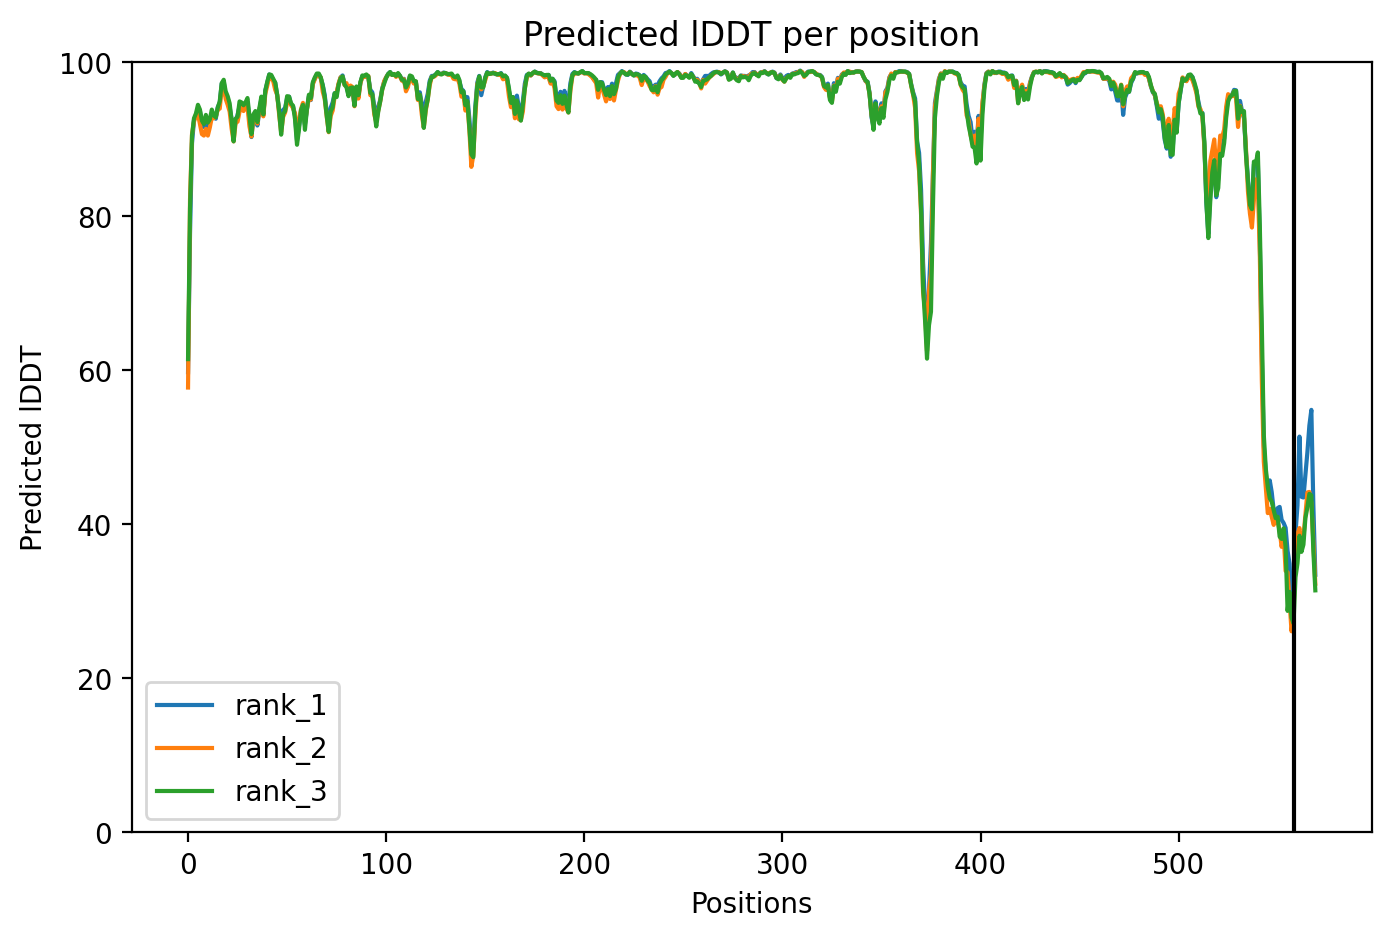 Predicted lDDT per position
100
80
60
40
20
0
Predicted lDDT
rank_1
rank_2
rank_3
0 100 200 300 400 500
Positions